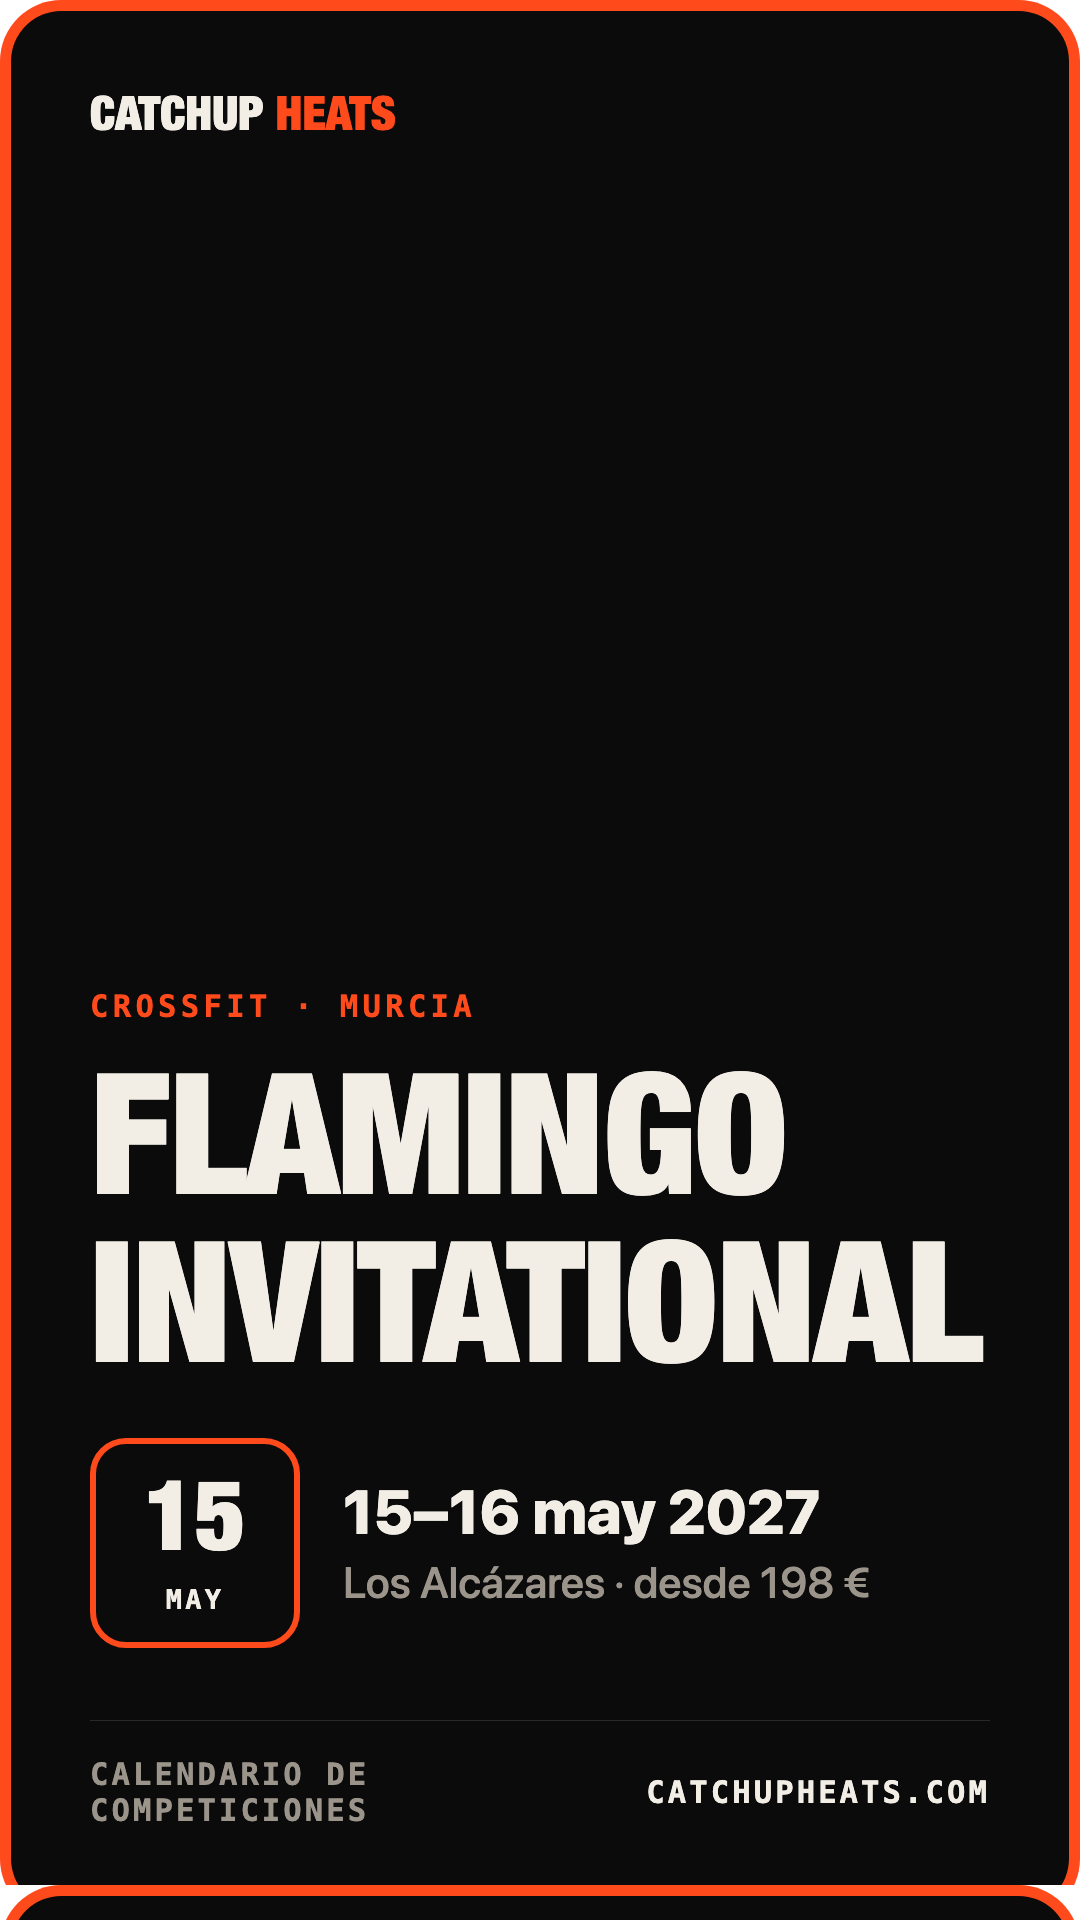 CATCHUP HEATS
CROSSFIT · MURCIA
FLAMINGO
INVITATIONAL
15
MAY
15–16 may 2027
Los Alcázares · desde 198 €
CALENDARIO DE
COMPETICIONES
CATCHUPHEATS.COM